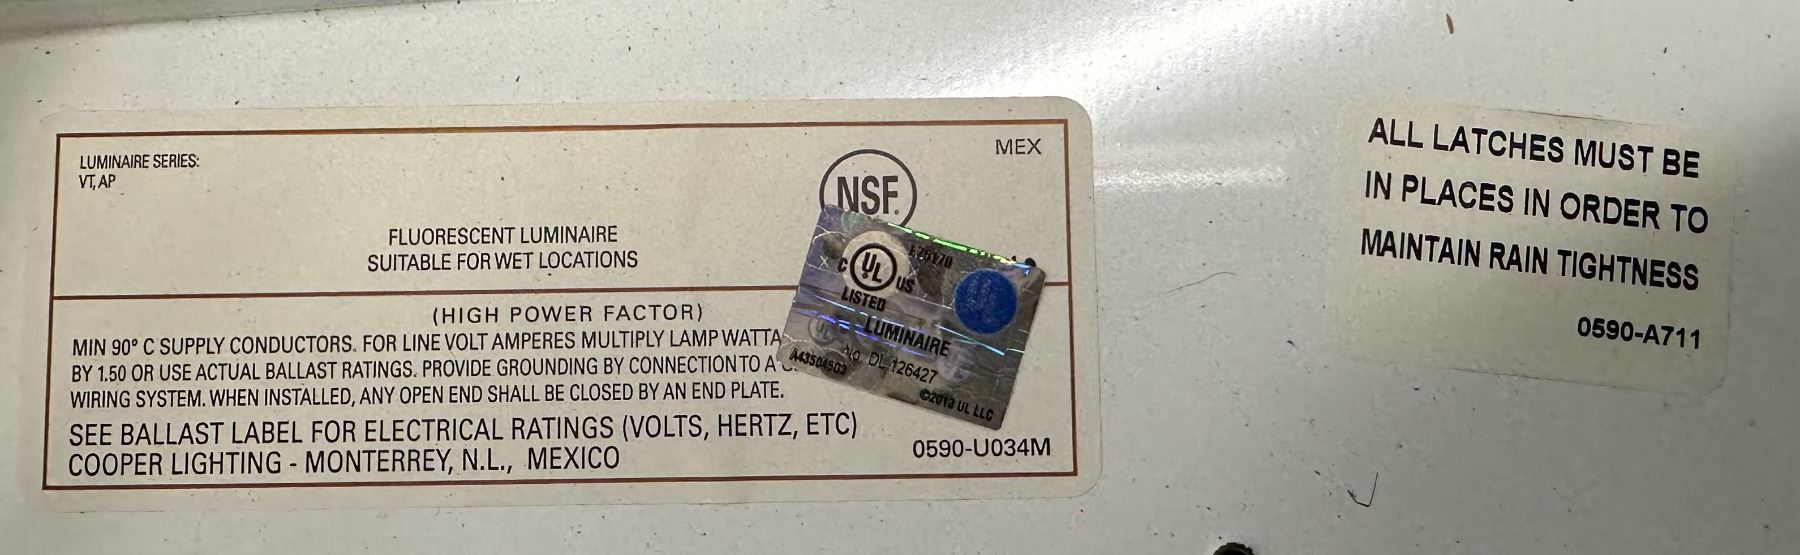 LUMINAIRE SERIES:
VT, AP
MEX
NSF.
FLUORESCENT LUMINAIRE
SUITABLE FOR WET LOCATIONS
(HIGH POWER FACTOR)
MIN 90° C SUPPLY CONDUCTORS. FOR LINE VOLT AMPERES MULTIPLY LAMP WATTA
BY 1.50 OR USE ACTUAL BALLAST RATINGS. PROVIDE GROUNDING BY CONNECTION TO A
WIRING SYSTEM. WHEN INSTALLED, ANY OPEN END SHALL BE CLOSED BY AN END PLATE.
SEE BALLAST LABEL FOR ELECTRICAL RATINGS (VOLTS, HERTZ, ETC)
COOPER LIGHTING - MONTERREY, N.L., MEXICO
0590-U034M
C UL US
LISTED
LUMINAIRE
No. DL 126427
A43504503
©2013 UL LLC
ALL LATCHES MUST BE
IN PLACES IN ORDER TO
MAINTAIN RAIN TIGHTNESS
0590-A711